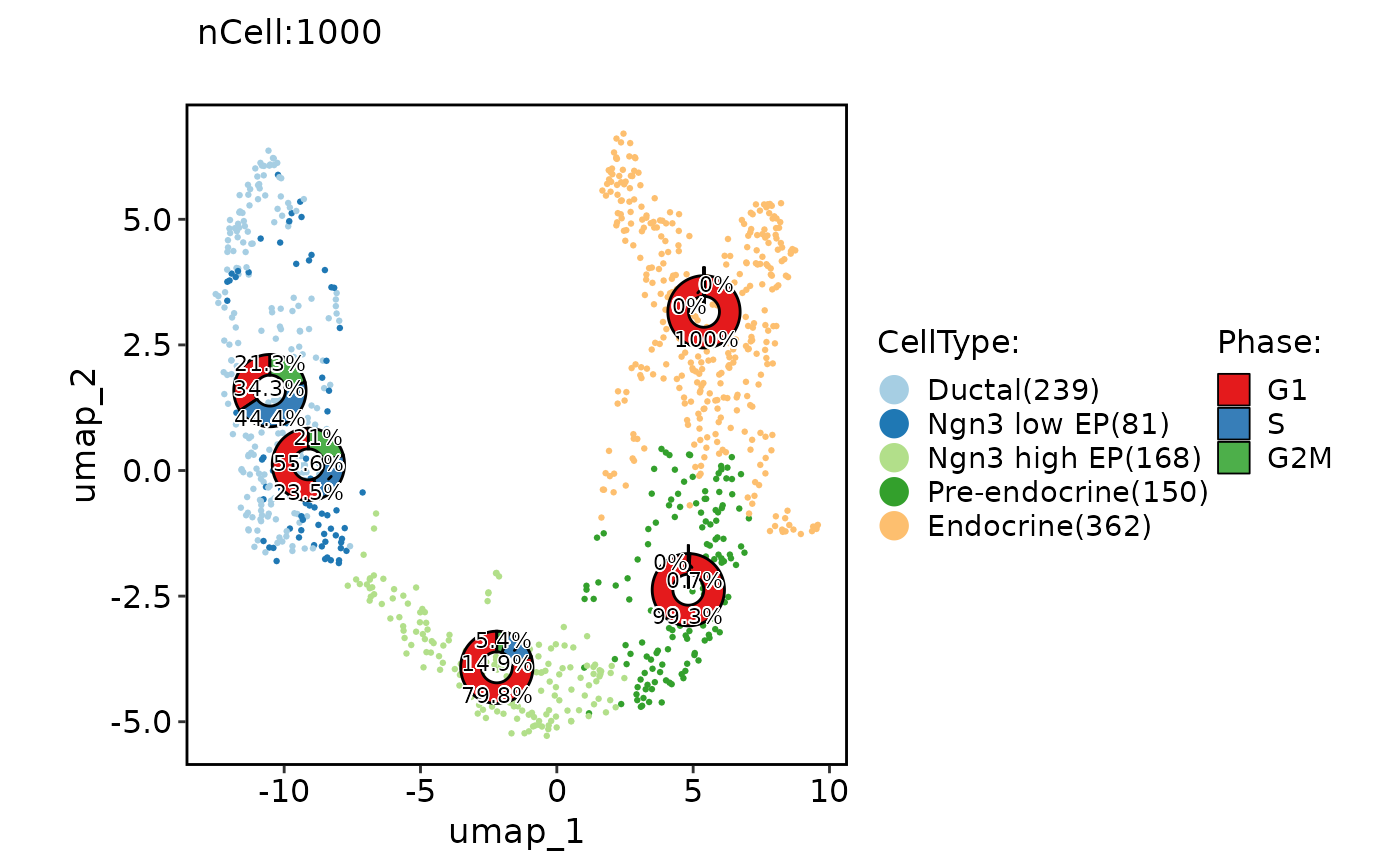 nCell:1000
5.0
2.5
0.0
-2.5
-5.0
umap_2
-10
-5
0
5
10
umap_1
0%
0%
100%
21.3%
34.3%
44.4%
21%
55.6%
23.5%
0%
0.7%
99.3%
5.4%
14.9%
79.8%
CellType:
Ductal(239)
Ngn3 low EP(81)
Ngn3 high EP(168)
Pre-endocrine(150)
Endocrine(362)
Phase:
G1
S
G2M